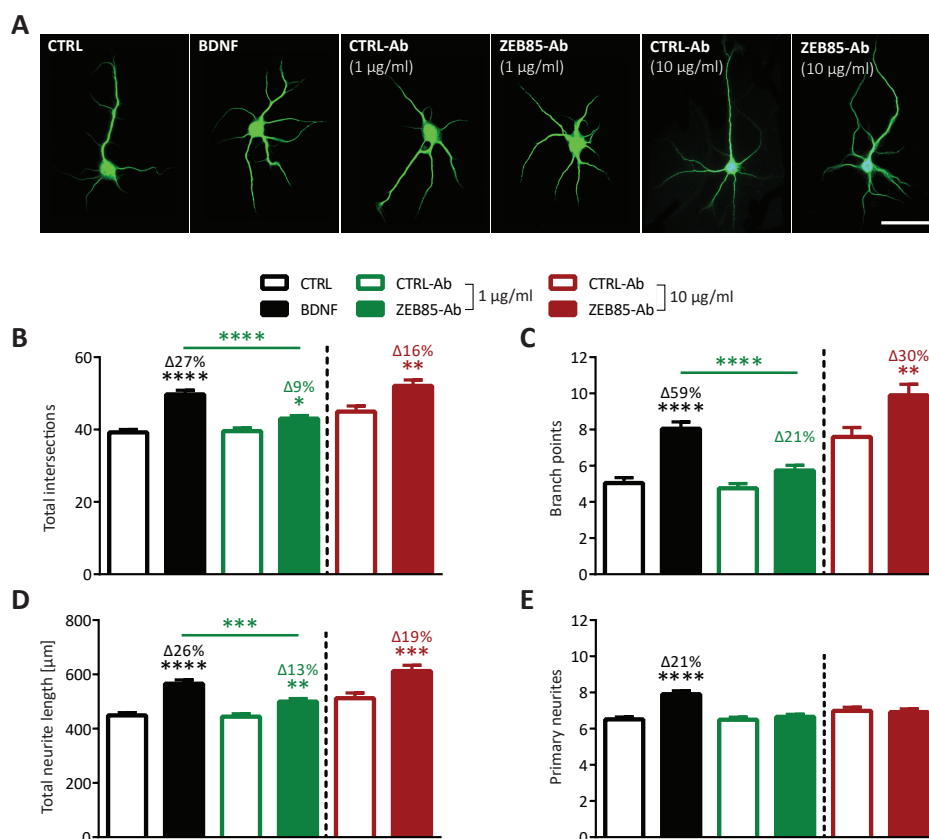 A
CTRL
BDNF
CTRL-Ab
(1 µg/ml)
ZEB85-Ab
(1 µg/ml)
CTRL-Ab
(10 µg/ml)
ZEB85-Ab
(10 µg/ml)
CTRL
CTRL-Ab
CTRL-Ab
BDNF
ZEB85-Ab
ZEB85-Ab
1 µg/ml
10 µg/ml
B
Total intersections
60
40
20
0
Δ27%
****
****
Δ9%
*
Δ16%
**
C
Branch points
12
10
8
6
4
2
0
Δ59%
****
****
Δ21%
Δ30%
**
D
Total neurite length [µm]
800
600
400
200
0
Δ26%
****
***
Δ13%
**
Δ19%
***
E
Primary neurites
12
10
8
6
4
2
0
Δ21%
****